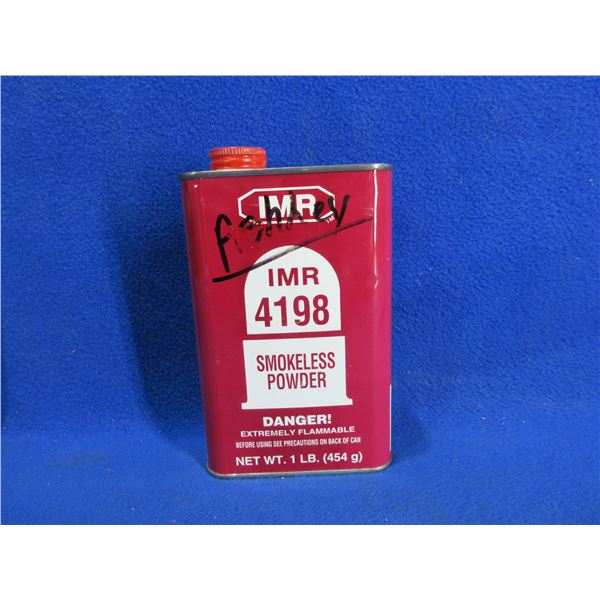 IMR
IMR
4198
SMOKELESS
POWDER
DANGER!
EXTREMELY FLAMMABLE
BEFORE USING SEE PRECAUTIONS ON BACK OF CAN
NET WT. 1 LB. (454 g)